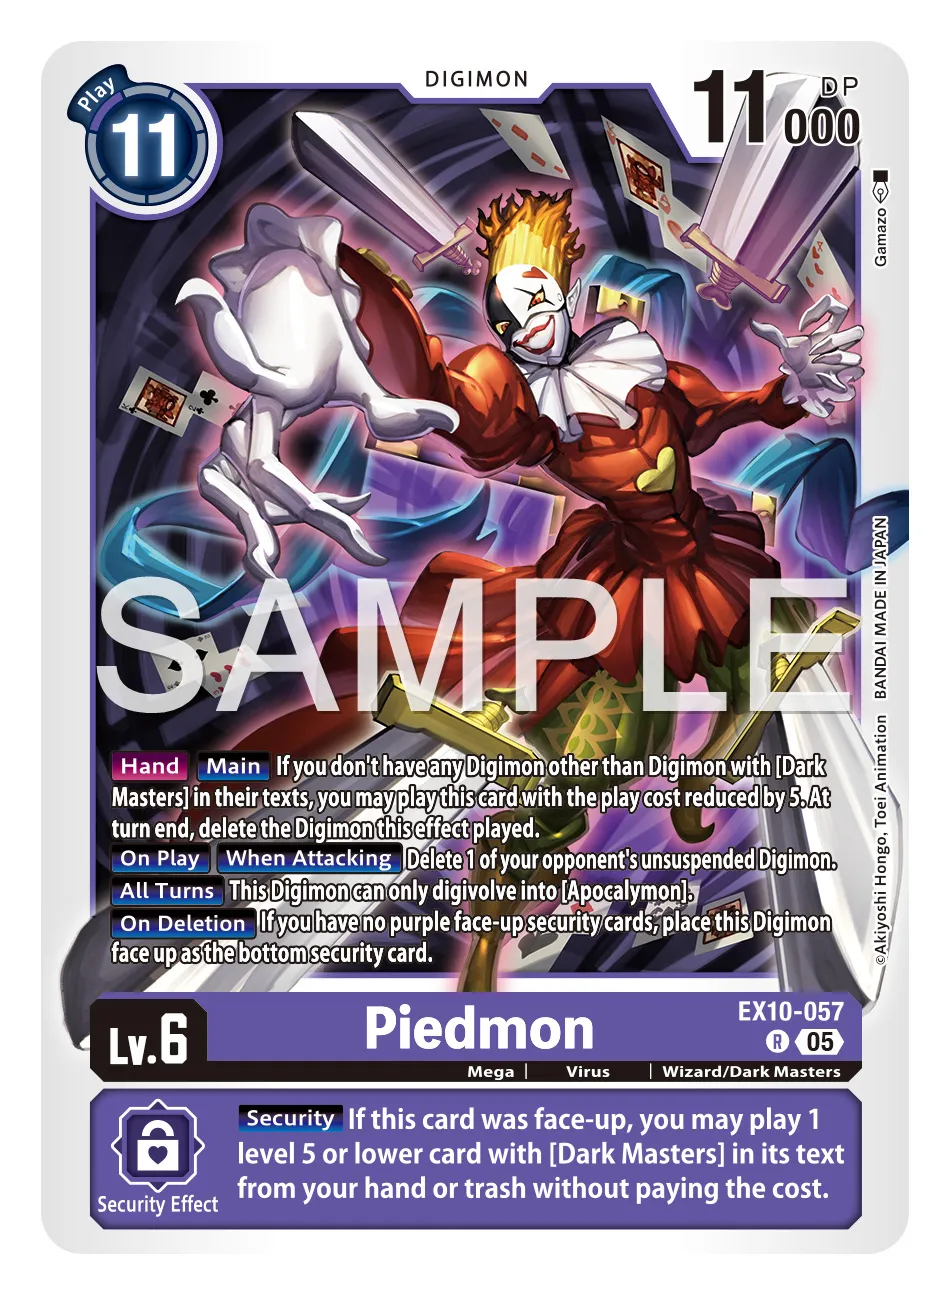 DIGIMON
Play
11
11000
DP
Gamazo
SAMPLE
BANDAI MADE IN JAPAN
©Akiyoshi Hongo, Toei Animation
Hand Main If you don't have any Digimon other than Digimon with [Dark
Masters] in their texts, you may play this card with the play cost reduced by 5. At
turn end, delete the Digimon this effect played.
On Play When Attacking Delete 1 of your opponent's unsuspended Digimon.
All Turns This Digimon can only digivolve into [Apocalymon].
On Deletion If you have no purple face-up security cards, place this Digimon
face up as the bottom security card.
Lv.6
Piedmon
EX10-057
R 05
Mega | Virus | Wizard/Dark Masters
Security Effect
Security If this card was face-up, you may play 1
level 5 or lower card with [Dark Masters] in its text
from your hand or trash without paying the cost.